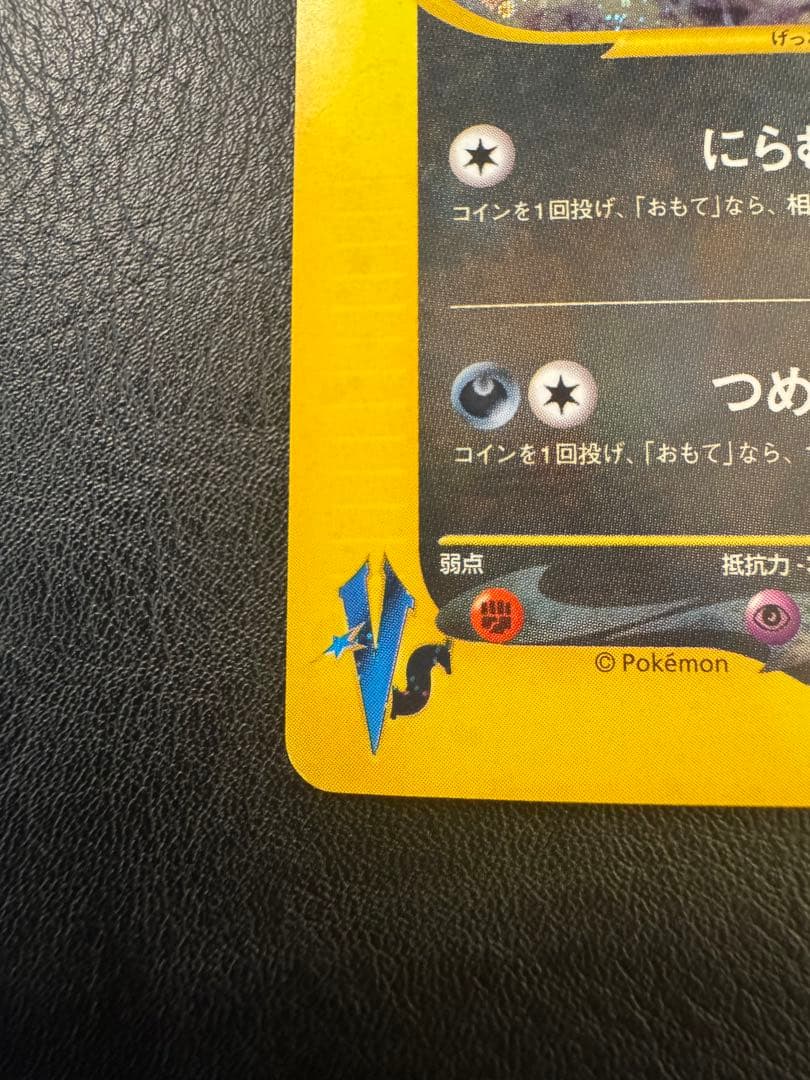 げっ
にら
コインを1回投げ、「おもて」なら、相
つめ
コインを1回投げ、「おもて」なら、
弱点 抵抗力 -
© Pokémon
VS